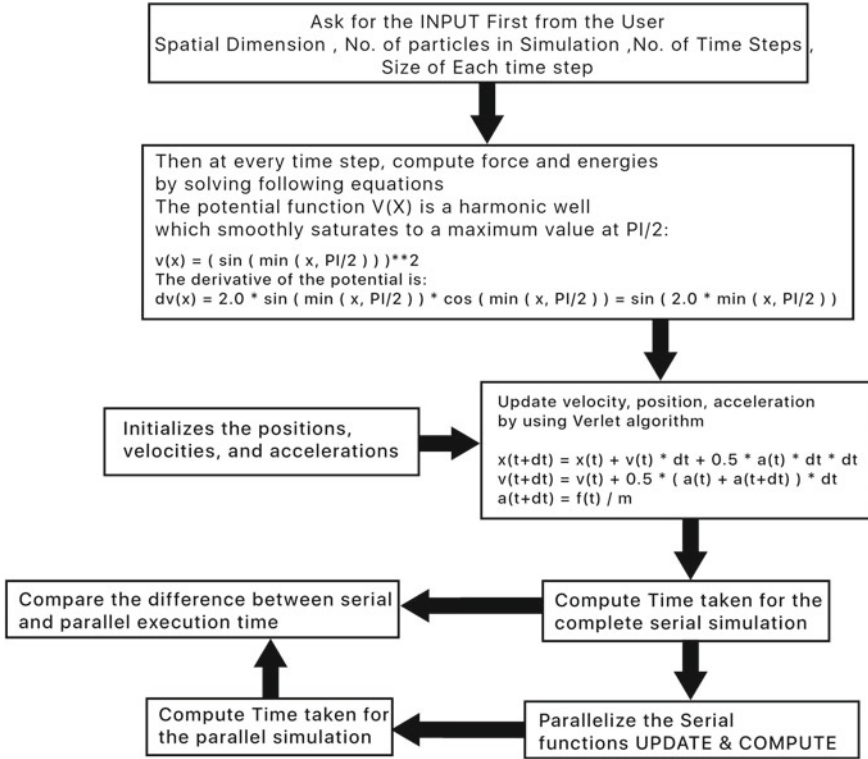 Ask for the INPUT First from the User
Spatial Dimension , No. of particles in Simulation ,No. of Time Steps ,
Size of Each time step
Then at every time step, compute force and energies
by solving following equations
The potential function V(X) is a harmonic well
which smoothly saturates to a maximum value at PI/2:
v(x) = ( sin ( min ( x, PI/2 ) ) )**2
The derivative of the potential is:
dv(x) = 2.0 * sin ( min ( x, PI/2 ) ) * cos ( min ( x, PI/2 ) ) = sin ( 2.0 * min ( x, PI/2 ) )
Initializes the positions,
velocities, and accelerations
Update velocity, position, acceleration
by using Verlet algorithm
x(t+dt) = x(t) + v(t) * dt + 0.5 * a(t) * dt * dt
v(t+dt) = v(t) + 0.5 * ( a(t) + a(t+dt) ) * dt
a(t+dt) = f(t) / m
Compute Time taken for the
complete serial simulation
Compare the difference between serial
and parallel execution time
Parallelize the Serial
functions UPDATE & COMPUTE
Compute Time taken for
the parallel simulation